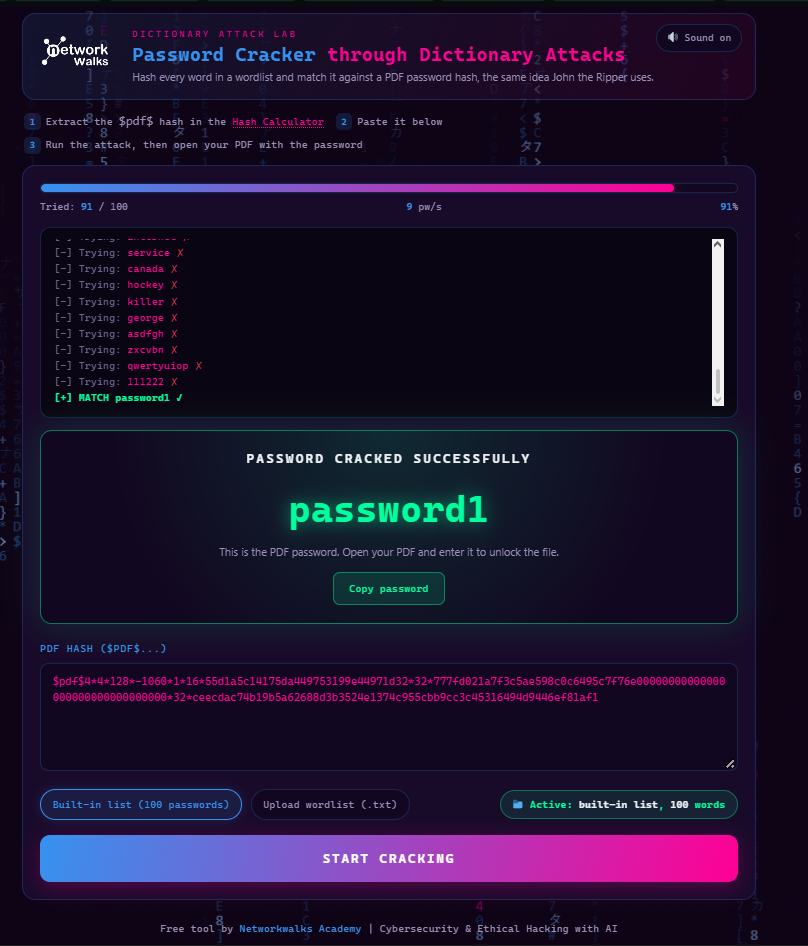 network
Walks
DICTIONARY ATTACK LAB
Password Cracker through Dictionary Attacks
Hash every word in a wordlist and match it against a PDF password hash, the same idea John the Ripper uses.
Sound on
1 Extract the $pdf$ hash in the Hash Calculator 2 Paste it below
3 Run the attack, then open your PDF with the password
Tried: 91 / 100 9 pw/s 91%
[-] Trying: service ✗
[-] Trying: canada ✗
[-] Trying: hockey ✗
[-] Trying: killer ✗
[-] Trying: george ✗
[-] Trying: asdfgh ✗
[-] Trying: zxcvbn ✗
[-] Trying: qwertyuiop ✗
[-] Trying: 111222 ✗
[+] MATCH password1 ✓
PASSWORD CRACKED SUCCESSFULLY
password1
This is the PDF password. Open your PDF and enter it to unlock the file.
Copy password
PDF HASH ($PDF$...)
$pdf$4*4*128*-1060*1*16*55d1a5c14175da449753199e44971d32*32*777fd021a7f3c5ae598c0c6495c7f76e00000000000000
000000000000000000*32*ceecdac74b19b5a62688d3b3524e1374c955cbb9cc3c45316494d9446ef81af1
Built-in list (100 passwords) Upload wordlist (.txt) Active: built-in list, 100 words
START CRACKING
Free tool by Networkwalks Academy | Cybersecurity & Ethical Hacking with AI